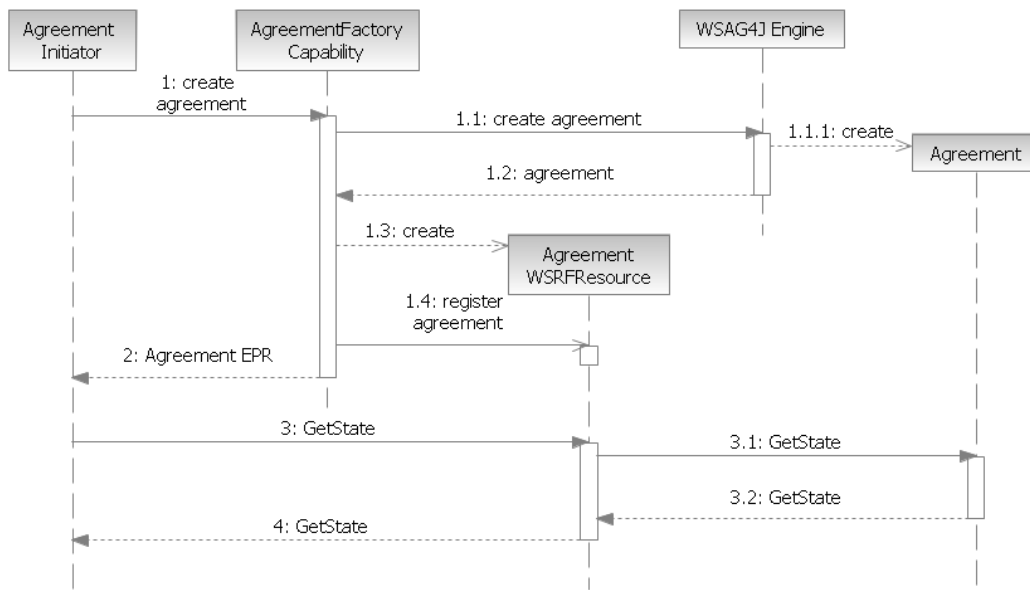 Agreement
Initiator
AgreementFactory
Capability
WSAG4J Engine
1: create
agreement
1.1: create agreement
1.1.1: create
Agreement
1.2: agreement
1.3: create
Agreement
WSRFResource
1.4: register
agreement
2: Agreement EPR
3: GetState
3.1: GetState
3.2: GetState
4: GetState